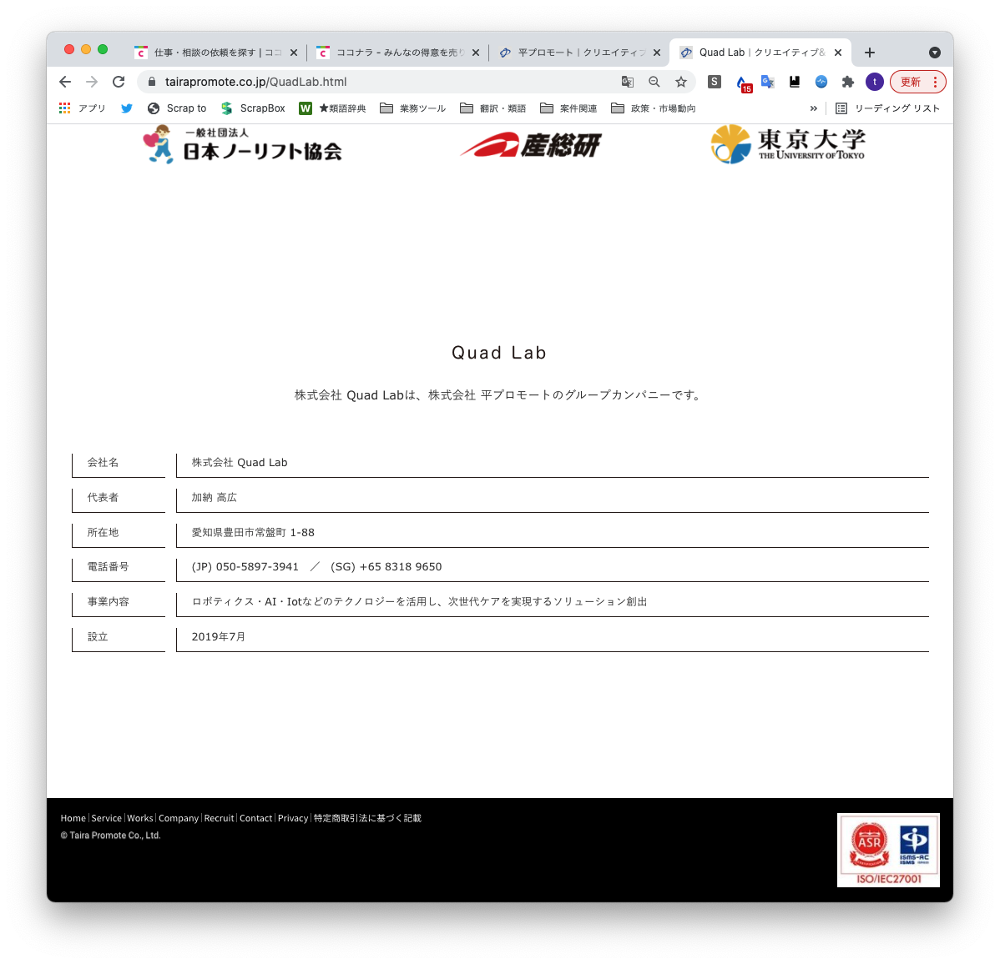 仕事・相談の依頼を探す | ココ
ココナラ - みんなの得意を売り
平プロモート｜クリエイティブ
Quad Lab｜クリエイティブ&
tairapromote.co.jp/QuadLab.html
S
15
t
更新
アプリ
Scrap to
ScrapBox
W ★類語辞典
業務ツール
翻訳・類語
案件関連
政策・市場動向
»
リーディング リスト
一般社団法人
日本ノーリフト協会
産総研
東京大学
THE UNIVERSITY OF TOKYO
Quad Lab
株式会社 Quad Labは、株式会社 平プロモートのグループカンパニーです。
会社名 株式会社 Quad Lab
代表者 加納 高広
所在地 愛知県豊田市常盤町 1-88
電話番号 (JP) 050-5897-3941　／　(SG) +65 8318 9650
事業内容 ロボティクス・AI・Iotなどのテクノロジーを活用し、次世代ケアを実現するソリューション創出
設立 2019年7月
Home | Service | Works | Company | Recruit | Contact | Privacy | 特定商取引法に基づく記載
© Taira Promote Co., Ltd.
ASR
ISMS-AC
ISMS
ISO/IEC27001